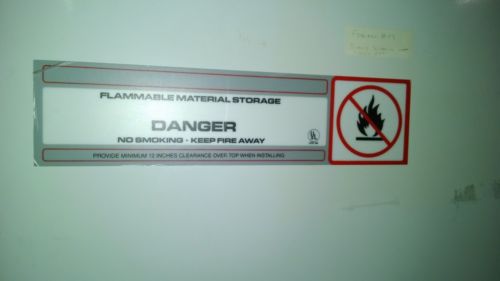 FLAMMABLE MATERIAL STORAGE
DANGER
NO SMOKING - KEEP FIRE AWAY
PROVIDE MINIMUM 12 INCHES CLEARANCE OVER TOP WHEN INSTALLING